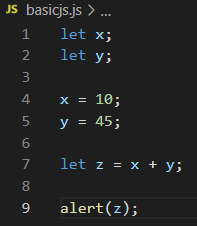 JS basicjs.js > ...
1 let x;
2 let y;
3
4 x = 10;
5 y = 45;
6
7 let z = x + y;
8
9 alert(z);